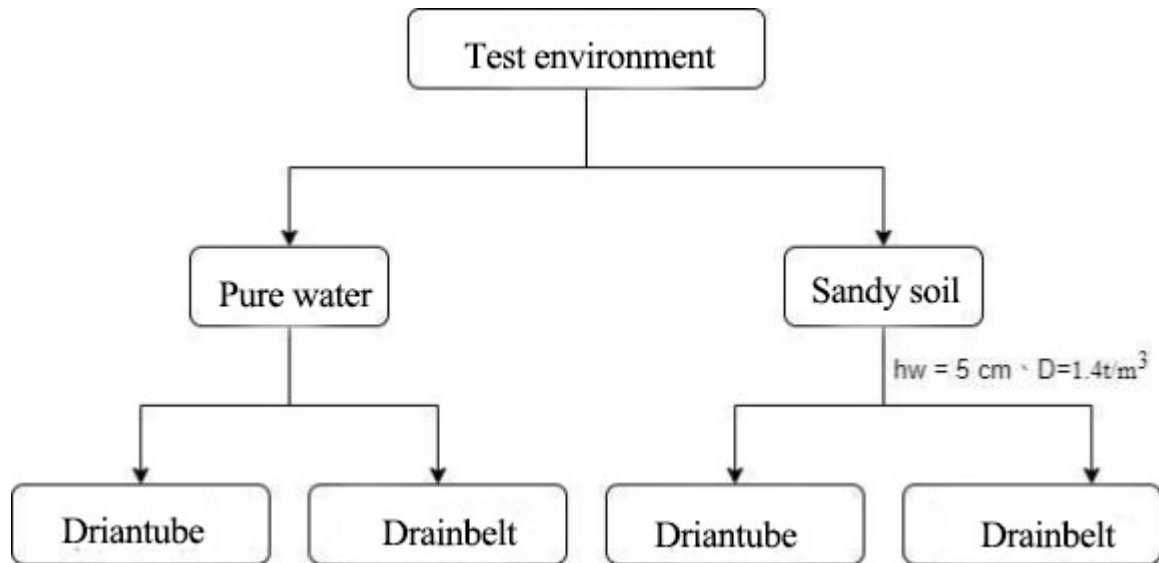 Test environment
Pure water
Sandy soil
hw = 5 cm、D=1.4t/m³
Driantube
Drainbelt
Driantube
Drainbelt